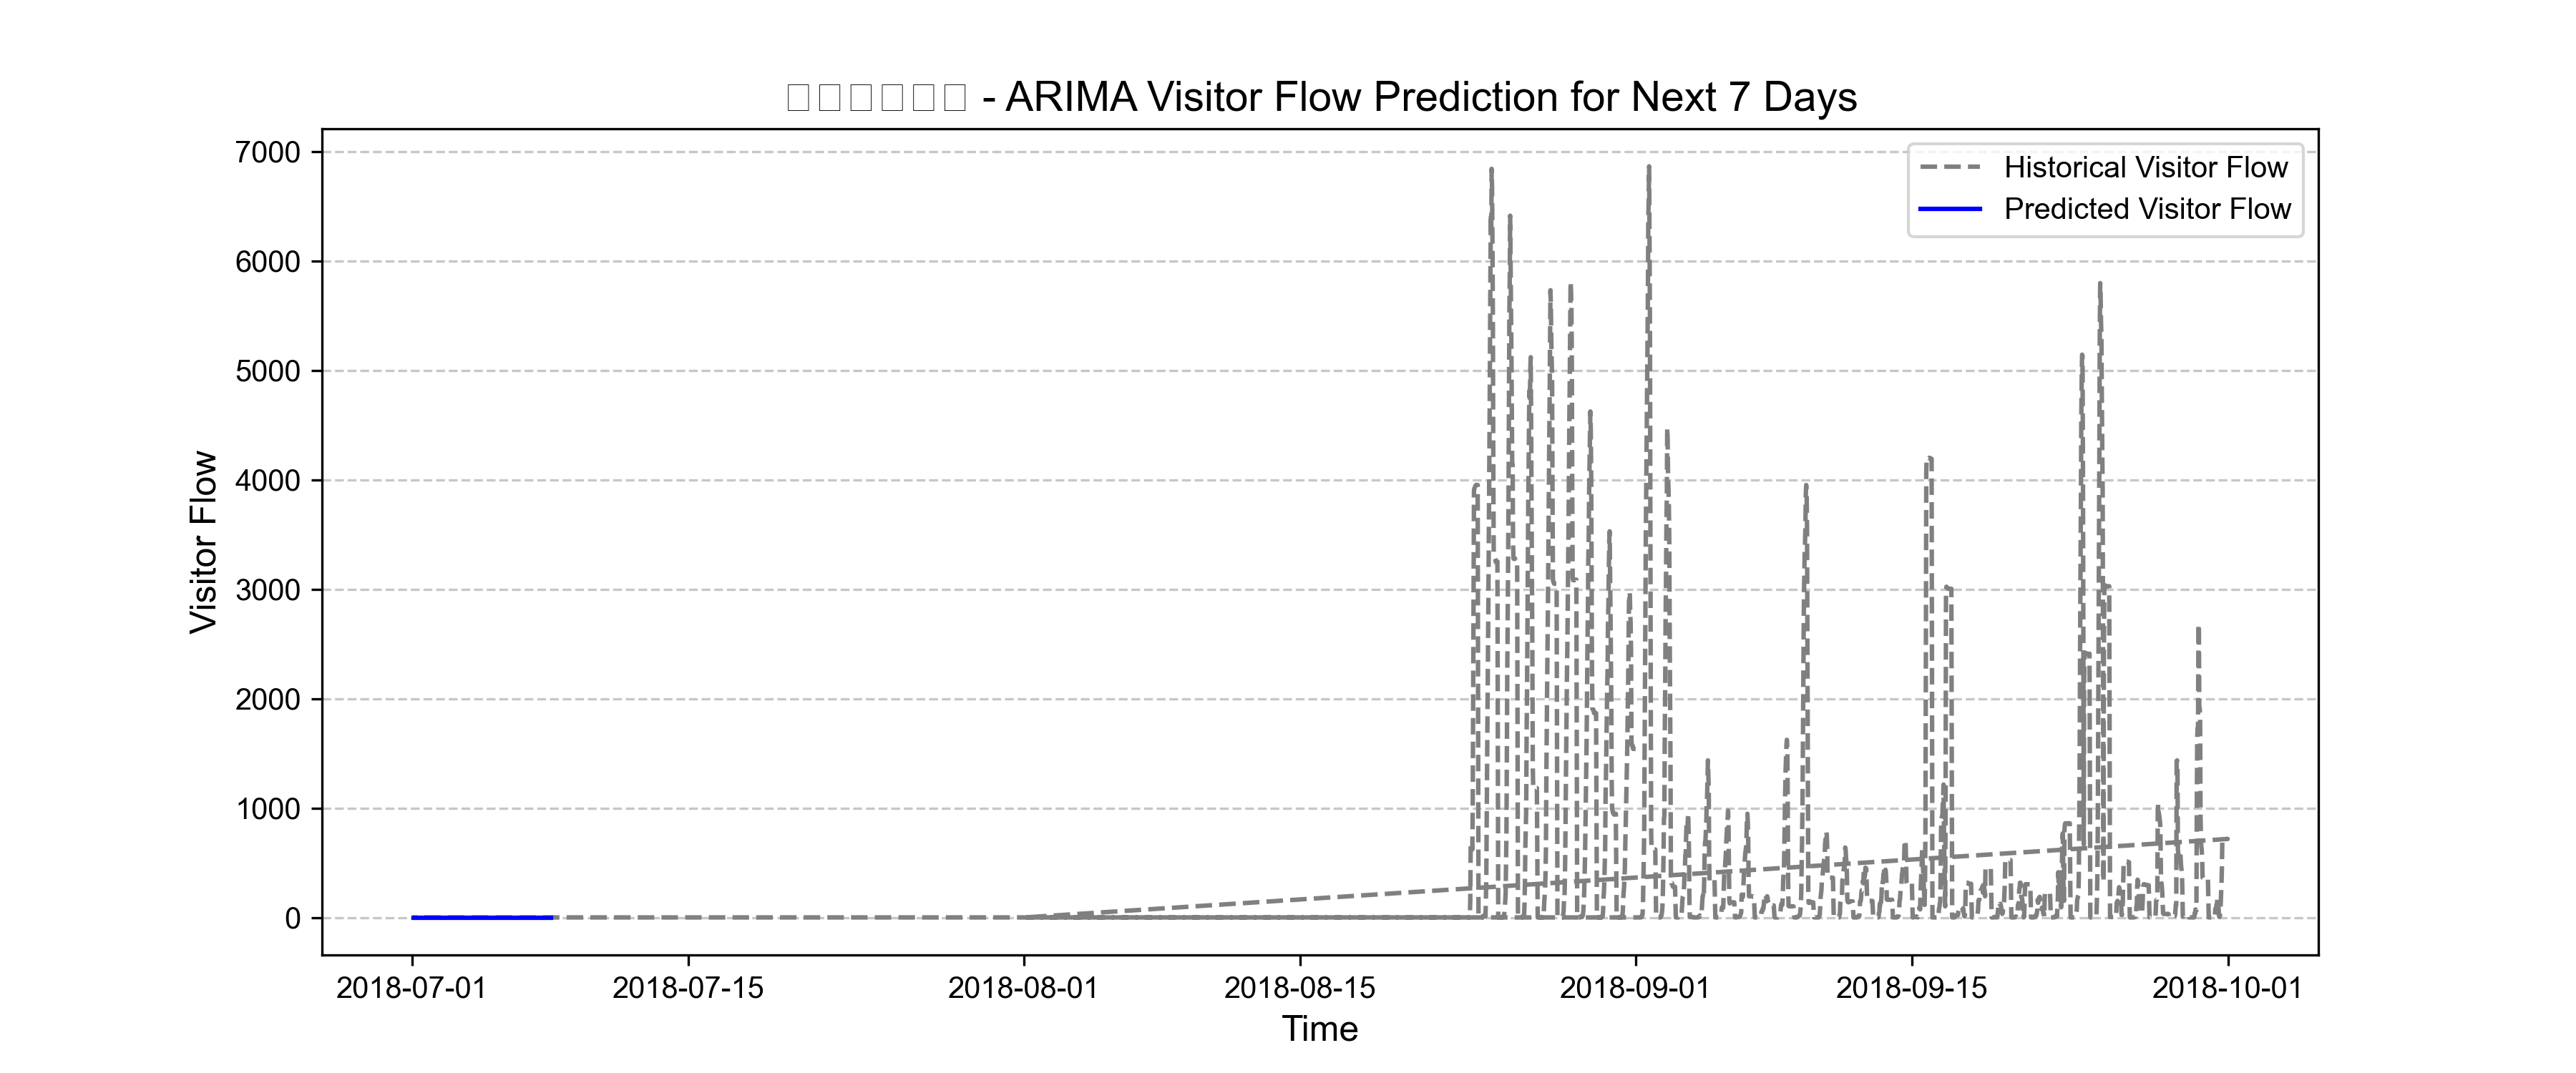 - ARIMA Visitor Flow Prediction for Next 7 Days
Historical Visitor Flow
Predicted Visitor Flow
Visitor Flow
7000
6000
5000
4000
3000
2000
1000
0
2018-07-01 2018-07-15 2018-08-01 2018-08-15 2018-09-01 2018-09-15 2018-10-01
Time